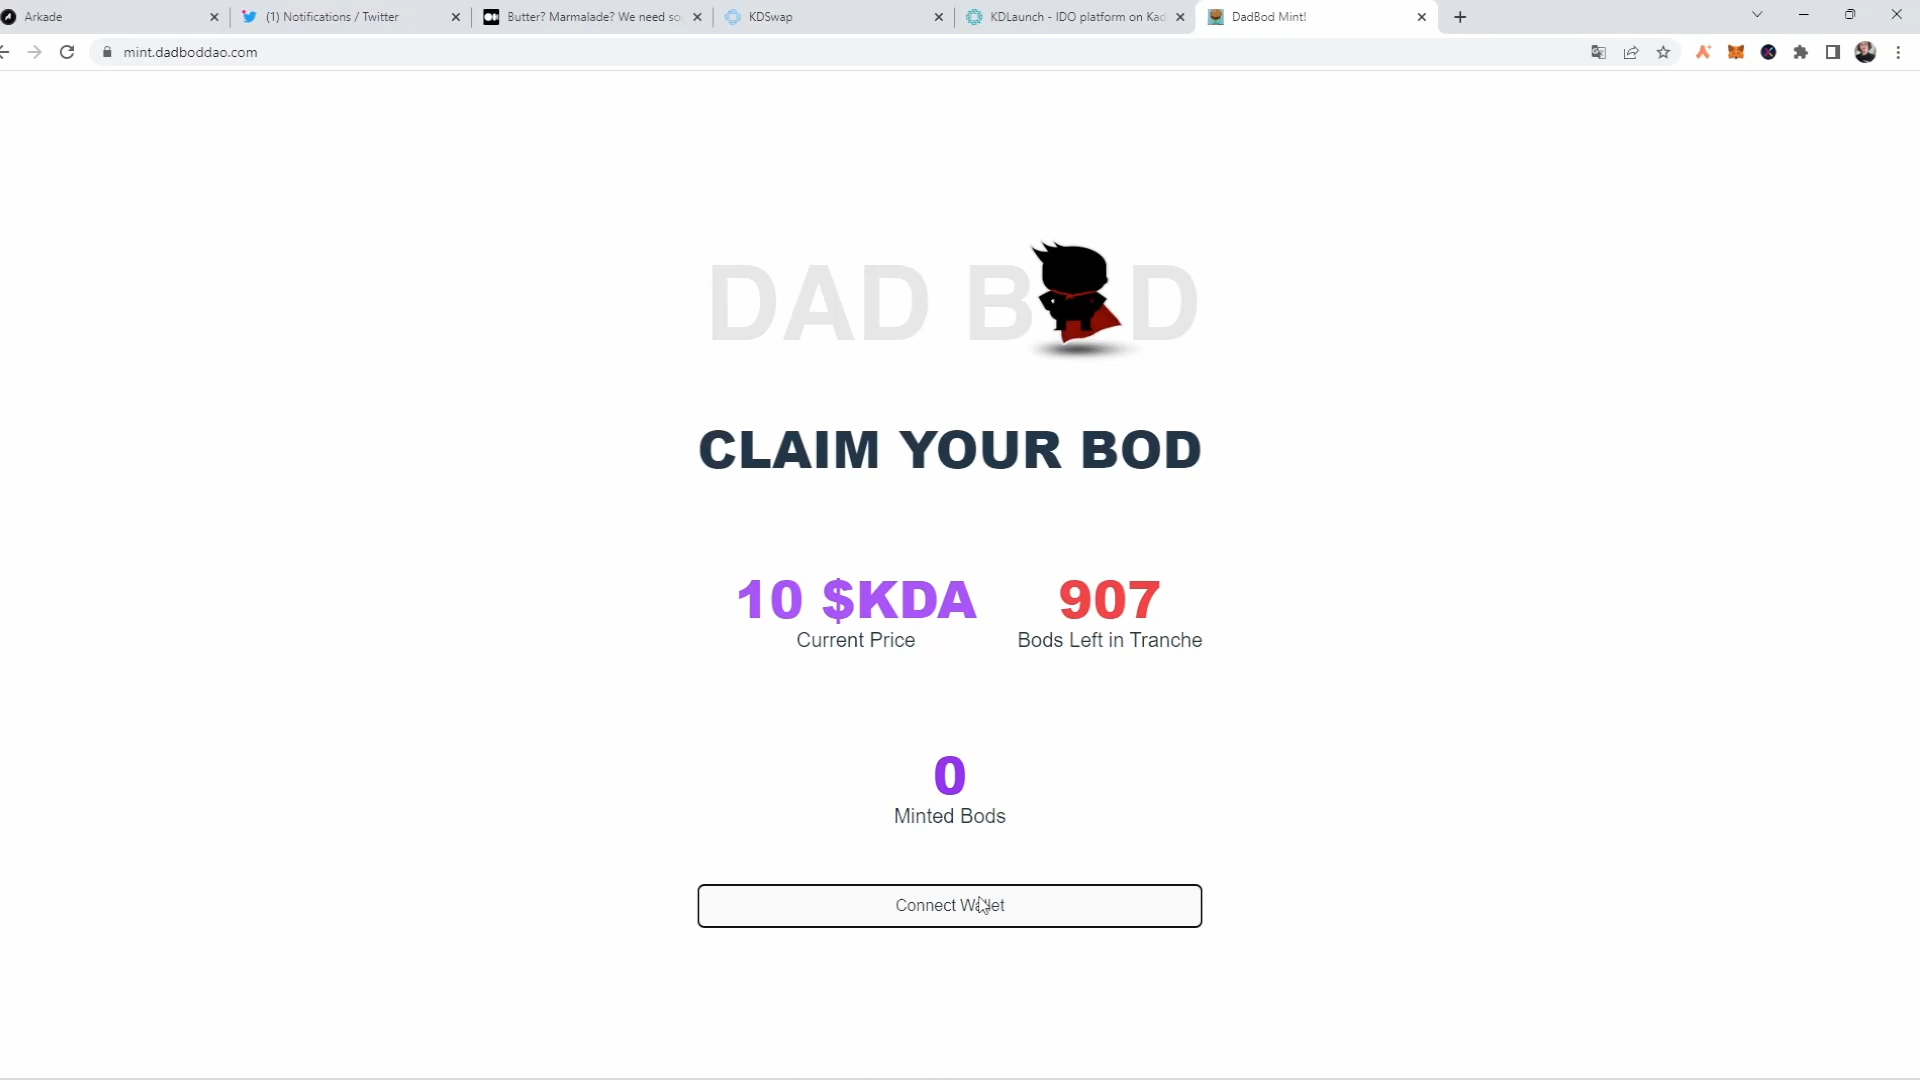 Arkade
(1) Notifications / Twitter
Butter? Marmalade? We need so
KDSwap
KDLaunch - IDO platform on Kad
DadBod Mint!
mint.dadboddao.com
DAD B D
CLAIM YOUR BOD
10 $KDA
907
Current Price
Bods Left in Tranche
0
Minted Bods
Connect Wallet